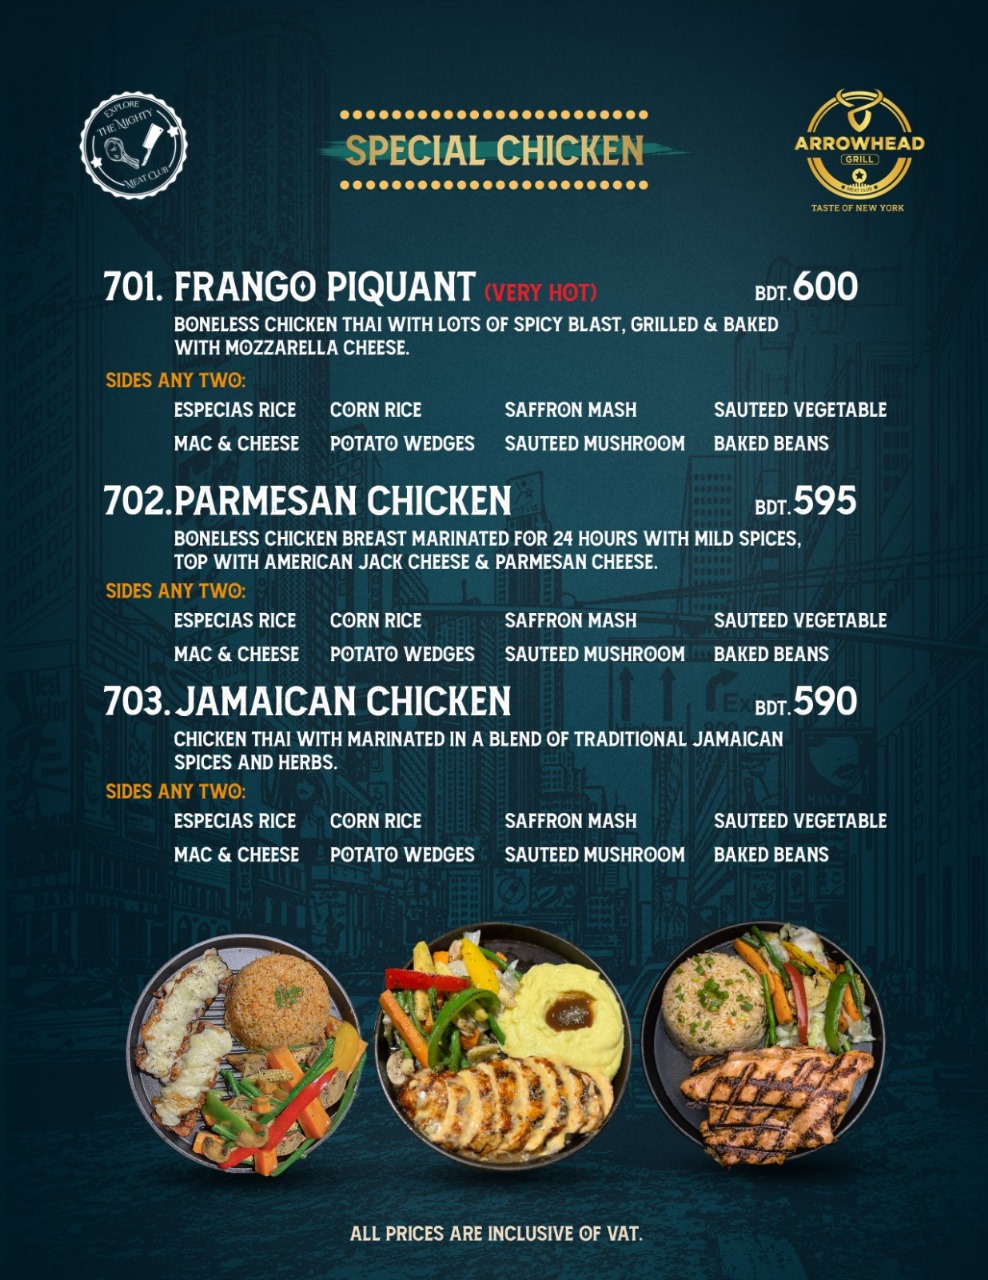 EXPLORE
THE MIGHTY
MEAT CLUB
SPECIAL CHICKEN
ARROWHEAD
GRILL
MEAT CLUB
TASTE OF NEW YORK
701. FRANGO PIQUANT (VERY HOT) BDT.600
BONELESS CHICKEN THAI WITH LOTS OF SPICY BLAST, GRILLED & BAKED
WITH MOZZARELLA CHEESE.
SIDES ANY TWO:
ESPECIAS RICE CORN RICE SAFFRON MASH SAUTEED VEGETABLE
MAC & CHEESE POTATO WEDGES SAUTEED MUSHROOM BAKED BEANS
702. PARMESAN CHICKEN BDT.595
BONELESS CHICKEN BREAST MARINATED FOR 24 HOURS WITH MILD SPICES,
TOP WITH AMERICAN JACK CHEESE & PARMESAN CHEESE.
SIDES ANY TWO:
ESPECIAS RICE CORN RICE SAFFRON MASH SAUTEED VEGETABLE
MAC & CHEESE POTATO WEDGES SAUTEED MUSHROOM BAKED BEANS
703. JAMAICAN CHICKEN BDT.590
CHICKEN THAI WITH MARINATED IN A BLEND OF TRADITIONAL JAMAICAN
SPICES AND HERBS.
SIDES ANY TWO:
ESPECIAS RICE CORN RICE SAFFRON MASH SAUTEED VEGETABLE
MAC & CHEESE POTATO WEDGES SAUTEED MUSHROOM BAKED BEANS
ALL PRICES ARE INCLUSIVE OF VAT.